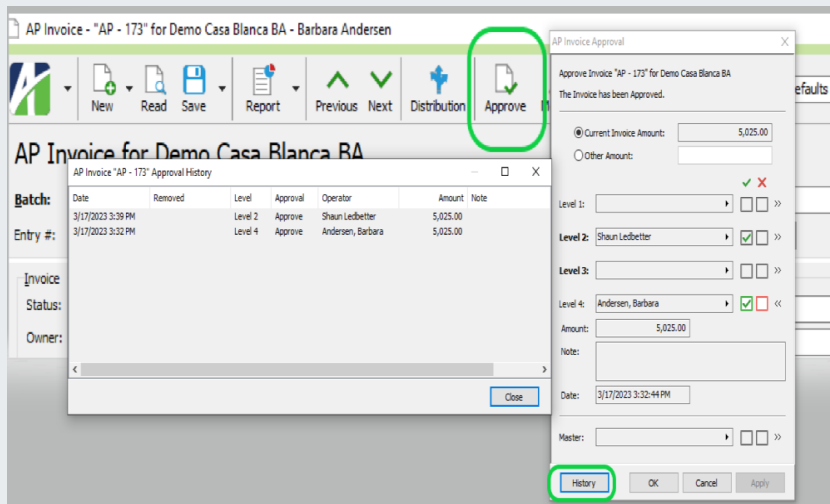 AP Invoice - "AP - 173" for Demo Casa Blanca BA - Barbara Andersen
New Read Save Report Previous Next Distribution Approve
efaults
AP Invoice for Demo Casa Blanca BA
Batch:
Entry #:
Invoice
Status:
Owner:
AP Invoice "AP - 173" Approval History
Date Removed Level Approval Operator Amount Note
3/17/2023 3:39 PM Level 2 Approve Shaun Ledbetter 5,025.00
3/17/2023 3:32 PM Level 4 Approve Andersen, Barbara 5,025.00
Close
AP Invoice Approval
Approve Invoice "AP - 173" for Demo Casa Blanca BA
The Invoice has been Approved.
Current Invoice Amount: 5,025.00
Other Amount:
Level 1:
Level 2: Shaun Ledbetter
Level 3:
Level 4: Andersen, Barbara
Amount: 5,025.00
Note:
Date: 3/17/2023 3:32:44 PM
Master:
History OK Cancel Apply